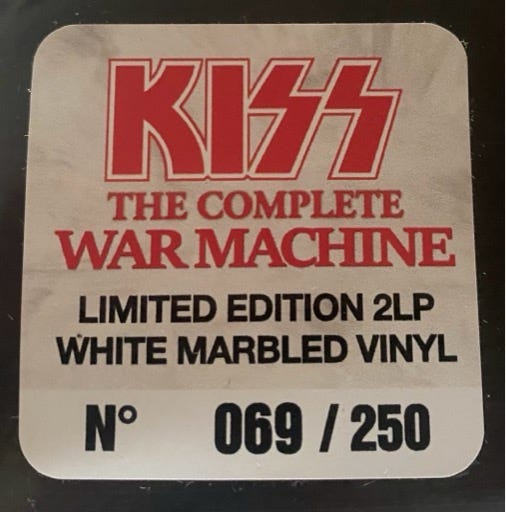 KISS
THE COMPLETE
WAR MACHINE
LIMITED EDITION 2LP
WHITE MARBLED VINYL
N° 069 / 250